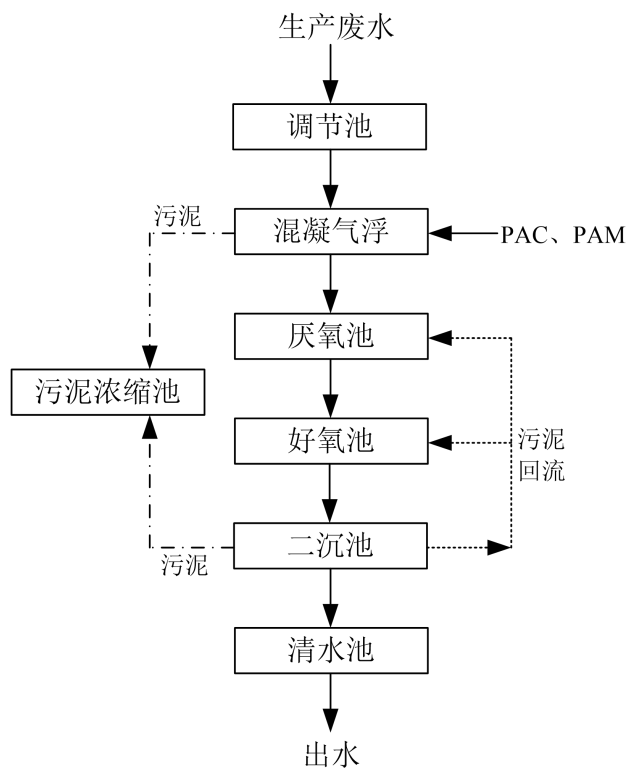 生产废水
调节池
污泥
混凝气浮
PAC、PAM
厌氧池
污泥浓缩池
好氧池
污泥
回流
二沉池
污泥
清水池
出水